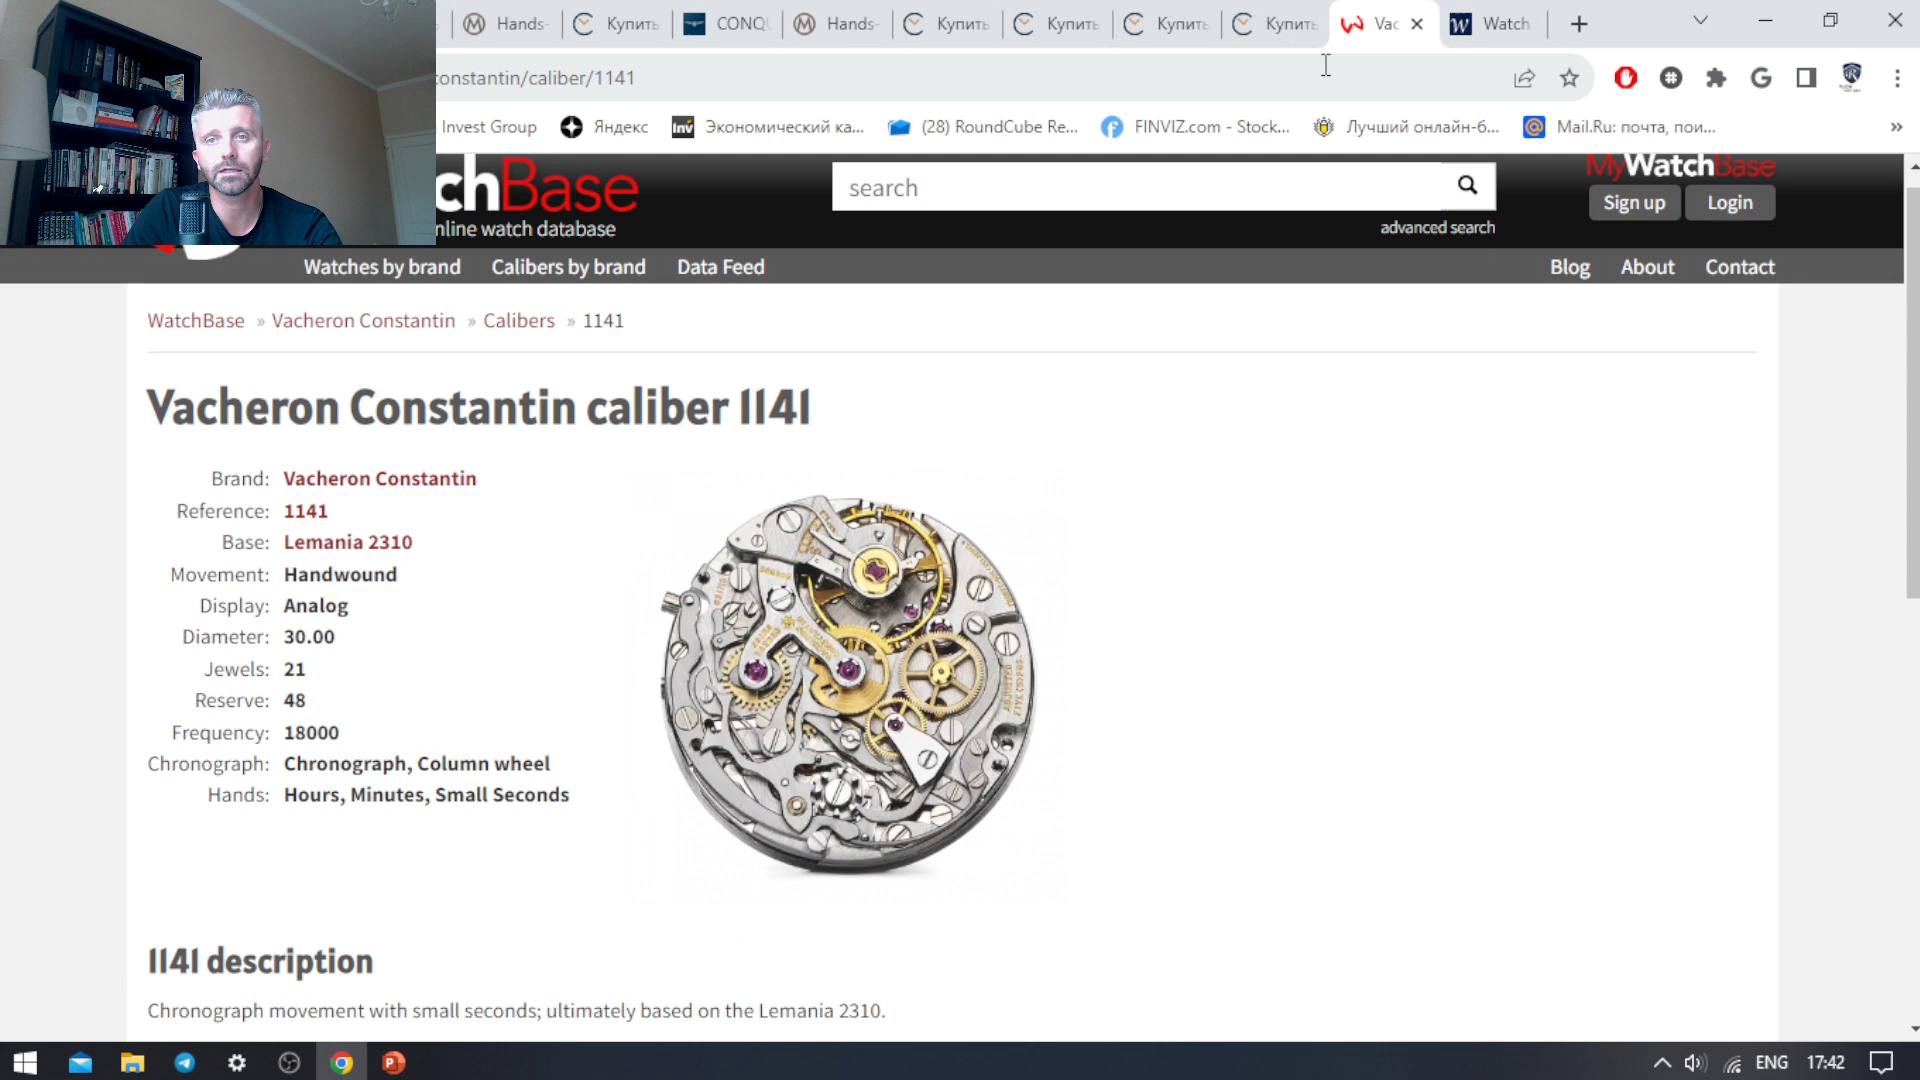 Hands-
Купить
CONQU
Hands-
Купить
Купить
Купить
Купить
Vac
Watch
onstantin/caliber/1141
Invest Group
Яндекс
Inv
Экономический ка...
(28) RoundCube Re...
FINVIZ.com - Stock...
Лучший онлайн-б...
Mail.Ru: почта, пои...
chBase
nline watch database
search
advanced search
MyWatchBase
Sign up
Login
Watches by brand
Calibers by brand
Data Feed
Blog
About
Contact
WatchBase » Vacheron Constantin » Calibers » 1141
Vacheron Constantin caliber 1141
Brand: Vacheron Constantin
Reference: 1141
Base: Lemania 2310
Movement: Handwound
Display: Analog
Diameter: 30.00
Jewels: 21
Reserve: 48
Frequency: 18000
Chronograph: Chronograph, Column wheel
Hands: Hours, Minutes, Small Seconds
1141 description
Chronograph movement with small seconds; ultimately based on the Lemania 2310.
ENG
17:42